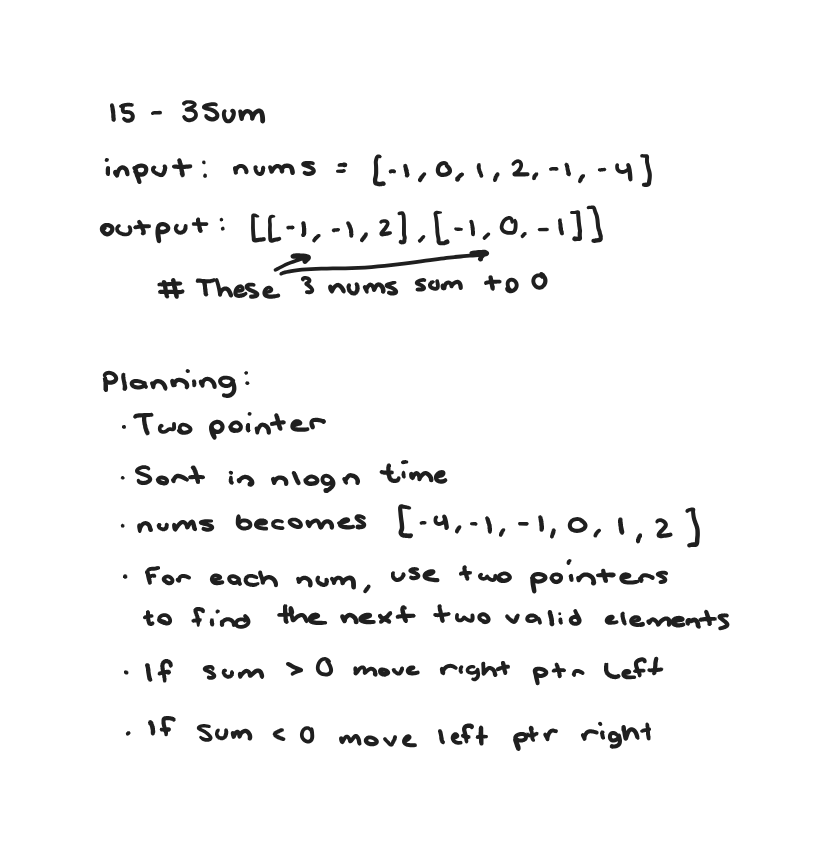 15 - 3Sum
input: nums = [-1, 0, 1, 2, -1, -4]
output: [[-1, -1, 2], [-1, 0, -1]]
# These 3 nums sum to 0
Planning:
· Two pointer
· Sort in nlogn time
· nums becomes [-4, -1, -1, 0, 1, 2]
· For each num, use two pointers
to find the next two valid elements
· If sum > 0 move right ptr left
· If sum < 0 move left ptr right